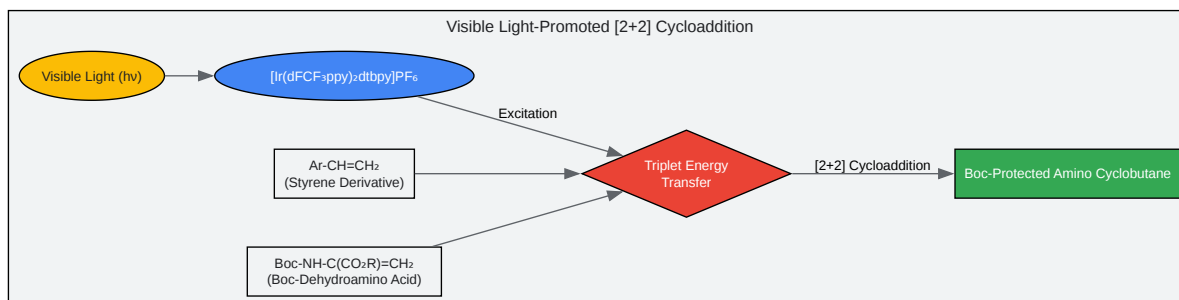 Visible Light-Promoted [2+2] Cycloaddition
Visible Light (hν)
[Ir(dFCF₃ppy)₂dtbpy]PF₆
Excitation
Ar-CH=CH₂
(Styrene Derivative)
Triplet Energy
Transfer
[2+2] Cycloaddition
Boc-Protected Amino Cyclobutane
Boc-NH-C(CO₂R)=CH₂
(Boc-Dehydroamino Acid)